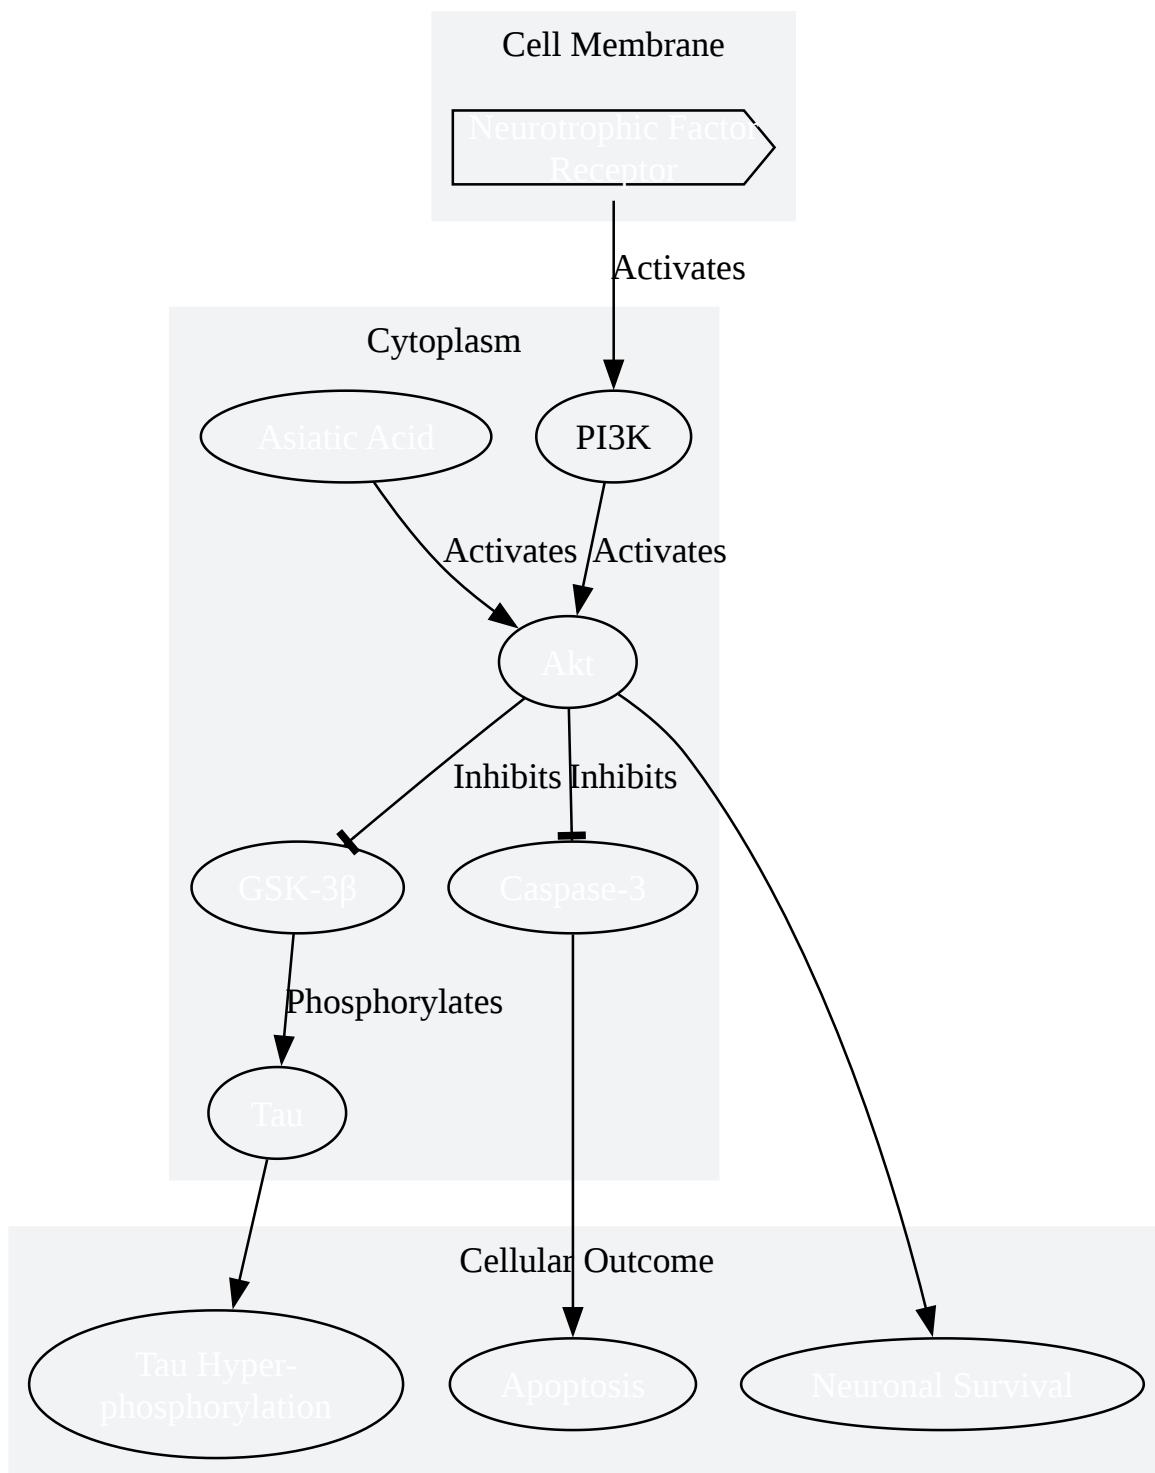 Cell Membrane
Neurotrophic Factor
Receptor
Activates
Cytoplasm
Asiatic Acid
PI3K
Activates
Activates
Akt
Inhibits
Inhibits
GSK-3β
Caspase-3
Phosphorylates
Tau
Cellular Outcome
Tau Hyper-
phosphorylation
Apoptosis
Neuronal Survival